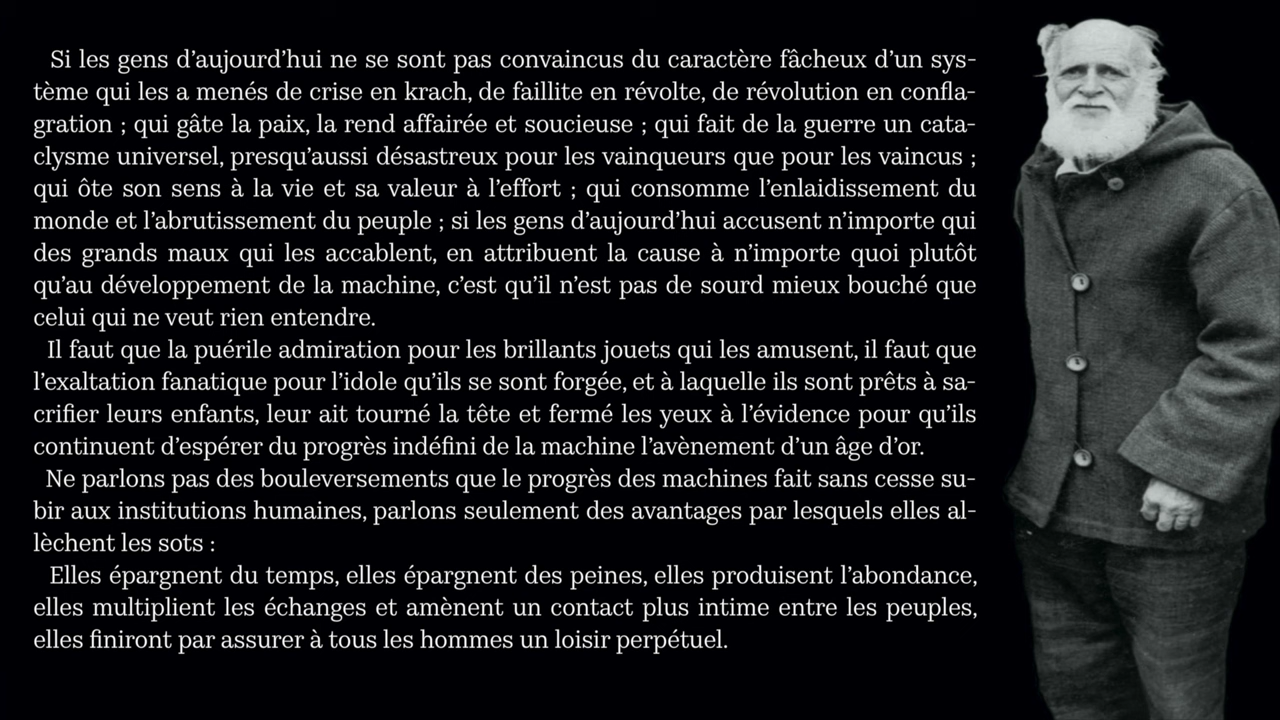 Si les gens d’aujourd’hui ne se sont pas convaincus du caractère fâcheux d’un sys-
tème qui les a menés de crise en krach, de faillite en révolte, de révolution en confla-
gration ; qui gâte la paix, la rend affairée et soucieuse ; qui fait de la guerre un cata-
clysme universel, presqu’aussi désastreux pour les vainqueurs que pour les vaincus ;
qui ôte son sens à la vie et sa valeur à l’effort ; qui consomme l’enlaidissement du
monde et l’abrutissement du peuple ; si les gens d’aujourd’hui accusent n’importe qui
des grands maux qui les accablent, en attribuent la cause à n’importe quoi plutôt
qu’au développement de la machine, c’est qu’il n’est pas de sourd mieux bouché que
celui qui ne veut rien entendre.
Il faut que la puérile admiration pour les brillants jouets qui les amusent, il faut que
l’exaltation fanatique pour l’idole qu’ils se sont forgée, et à laquelle ils sont prêts à sa-
crifier leurs enfants, leur ait tourné la tête et fermé les yeux à l’évidence pour qu’ils
continuent d’espérer du progrès indéfini de la machine l’avènement d’un âge d’or.
Ne parlons pas des bouleversements que le progrès des machines fait sans cesse su-
bir aux institutions humaines, parlons seulement des avantages par lesquels elles al-
lèchent les sots :
Elles épargnent du temps, elles épargnent des peines, elles produisent l’abondance,
elles multiplient les échanges et amènent un contact plus intime entre les peuples,
elles finiront par assurer à tous les hommes un loisir perpétuel.